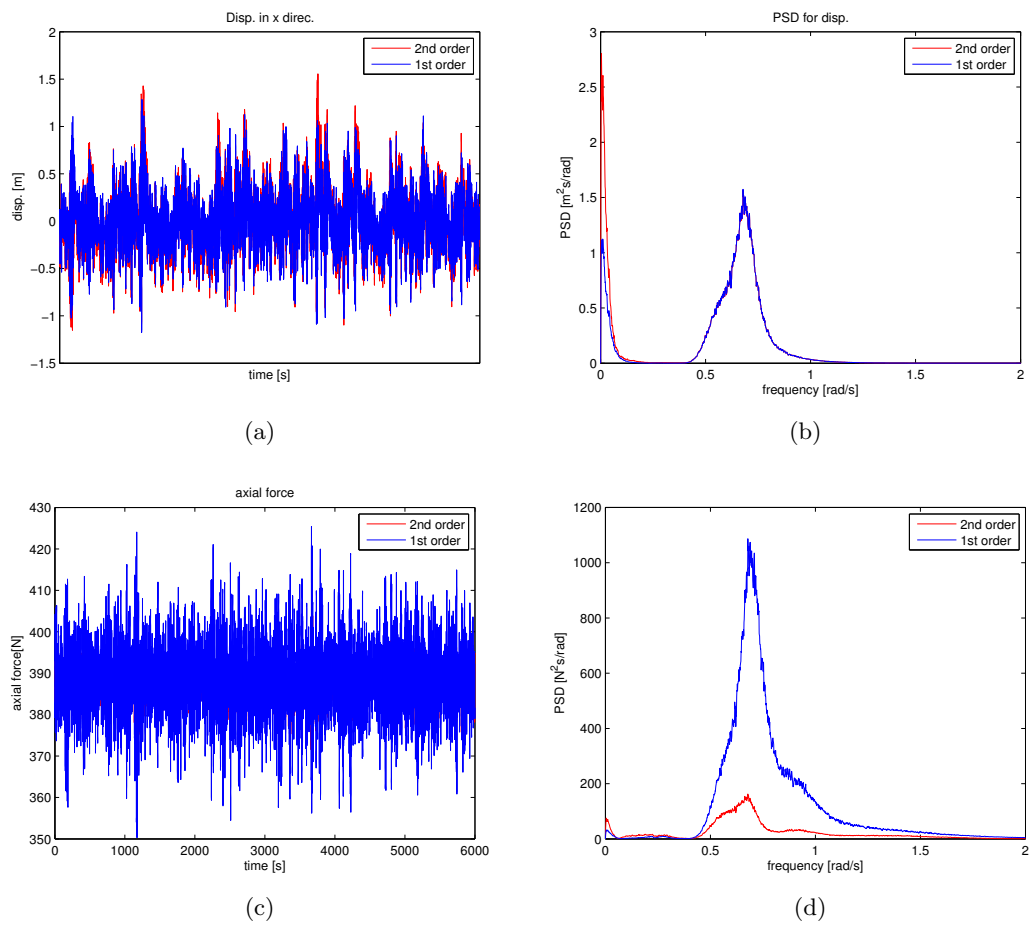 Disp. in x direc.
2
1.5
1
0.5
0
−0.5
−1
−1.5
disp. [m]
time [s]
2nd order
1st order
(a)
PSD for disp.
3
2.5
2
1.5
1
0.5
0
PSD [m²s/rad]
0 0.5 1 1.5 2
frequency [rad/s]
2nd order
1st order
(b)
axial force
430
420
410
400
390
380
370
360
350
axial force[N]
0 1000 2000 3000 4000 5000 6000
time [s]
2nd order
1st order
(c)
1200
1000
800
600
400
200
0
PSD [N²s/rad]
0 0.5 1 1.5 2
frequency [rad/s]
2nd order
1st order
(d)